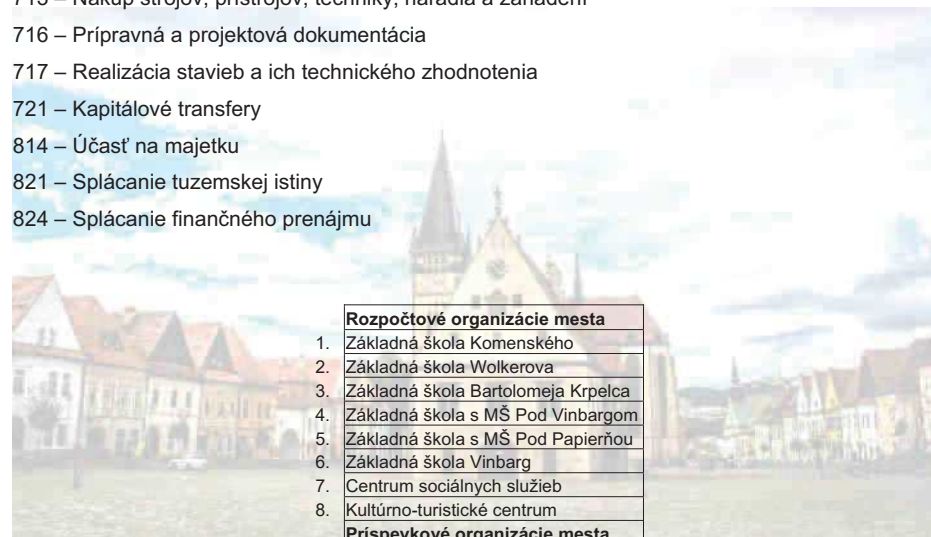 716 – Prípravná a projektová dokumentácia
717 – Realizácia stavieb a ich technického zhodnotenia
721 – Kapitálové transfery
814 – Účasť na majetku
821 – Splácanie tuzemskej istiny
824 – Splácanie finančného prenájmu
Rozpočtové organizácie mesta
1. Základná škola Komenského
2. Základná škola Wolkerova
3. Základná škola Bartolomeja Krpelca
4. Základná škola s MŠ Pod Vinbargom
5. Základná škola s MŠ Pod Papierňou
6. Základná škola Vinbarg
7. Centrum sociálnych služieb
8. Kultúrno-turistické centrum
Príspevkové organizácie mesta